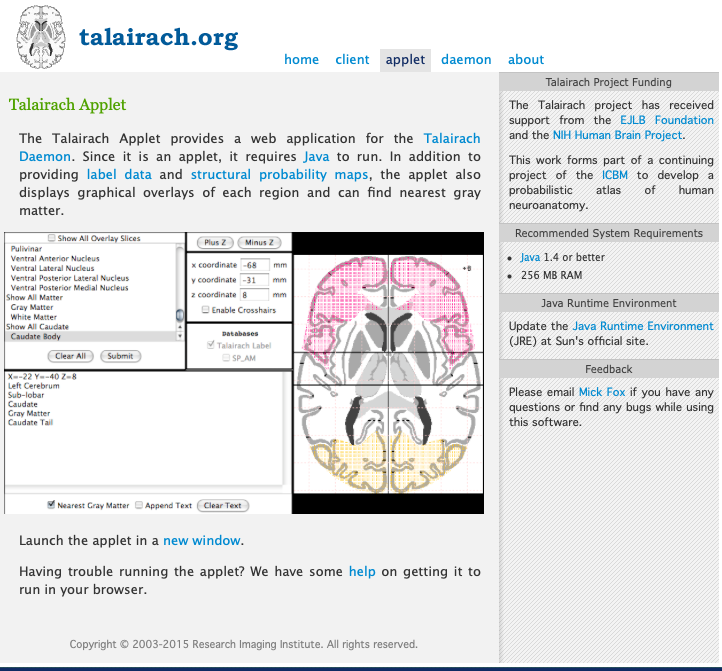 talairach.org
home client applet daemon about
Talairach Applet
The Talairach Applet provides a web application for the Talairach
Daemon. Since it is an applet, it requires Java to run. In addition to
providing label data and structural probability maps, the applet also
displays graphical overlays of each region and can find nearest gray
matter.
Show All Overlay Slices
Pulivinar
Ventral Anterior Nucleus
Ventral Lateral Nucleus
Ventral Posterior Lateral Nucleus
Ventral Posterior Medial Nucleus
Show All Matter
Gray Matter
White Matter
Show All Caudate
Caudate Body
Clear All Submit
Plus Z Minus Z
x coordinate -68 mm
y coordinate -31 mm
z coordinate 8 mm
Enable Crosshairs
Databases
Talairach Label
SP_AM
+8
X=-22 Y=-40 Z=8
Left Cerebrum
Sub-lobar
Caudate
Gray Matter
Caudate Tail
Nearest Gray Matter Append Text Clear Text
Launch the applet in a new window.
Having trouble running the applet? We have some help on getting it to
run in your browser.
Copyright © 2003-2015 Research Imaging Institute. All rights reserved.
Talairach Project Funding
The Talairach project has received
support from the EJLB Foundation
and the NIH Human Brain Project.
This work forms part of a continuing
project of the ICBM to develop a
probabilistic atlas of human
neuroanatomy.
Recommended System Requirements
• Java 1.4 or better
• 256 MB RAM
Java Runtime Environment
Update the Java Runtime Environment
(JRE) at Sun's official site.
Feedback
Please email Mick Fox if you have any
questions or find any bugs while using
this software.